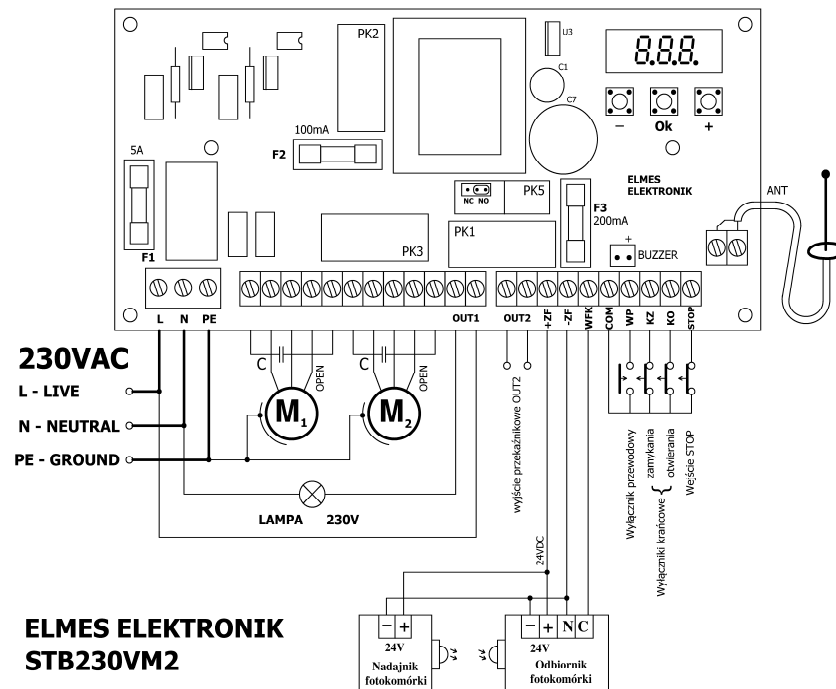 PK2
U3
8.8.8.
C1
C7
100mA
F2
5A
F1
− Ok +
ELMES
ELEKTRONIK
ANT
NC NO
PK5
F3
200mA
PK3
PK1
+
BUZZER
L N PE
OUT1
OUT2
+ZF
-ZF
WFK
COM
WP
KZ
KO
STOP
230VAC
L - LIVE
N - NEUTRAL
PE - GROUND
C
OPEN
M1
C
OPEN
M2
LAMPA 230V
wyjście przekaźnikowe OUT2
24VDC
Wyłącznik przewodowy
zamykania
otwierania
Wyłączniki krańcowe {
Wejście STOP
ELMES ELEKTRONIK
STB230VM2
− +
24V
Nadajnik
fotokomórki
− + N C
24V
Odbiornik
fotokomórki